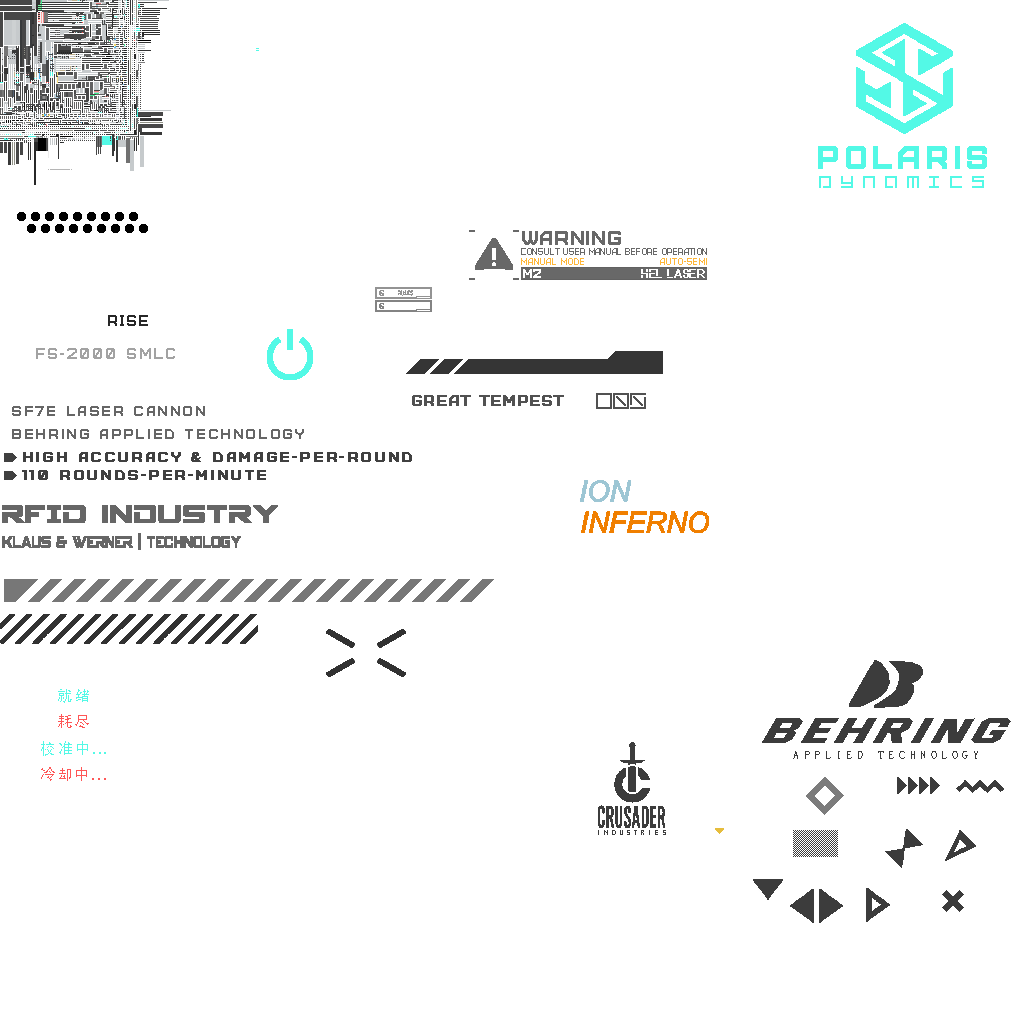 POLARIS
DYNAMICS
WARNING
CONSULT USER MANUAL BEFORE OPERATION
MANUAL MODE AUTO-SEMI
M2 HEL LASER
RISE
FS-2000 SMLC
GREAT TEMPEST
SF7E LASER CANNON
BEHRING APPLIED TECHNOLOGY
HIGH ACCURACY & DAMAGE-PER-ROUND
110 ROUNDS-PER-MINUTE
ION
INFERNO
RFID INDUSTRY
KLAUS & WERNER | TECHNOLOGY
就绪
耗尽
校准中...
冷却中...
BEHRING
APPLIED TECHNOLOGY
CRUSADER
INDUSTRIES